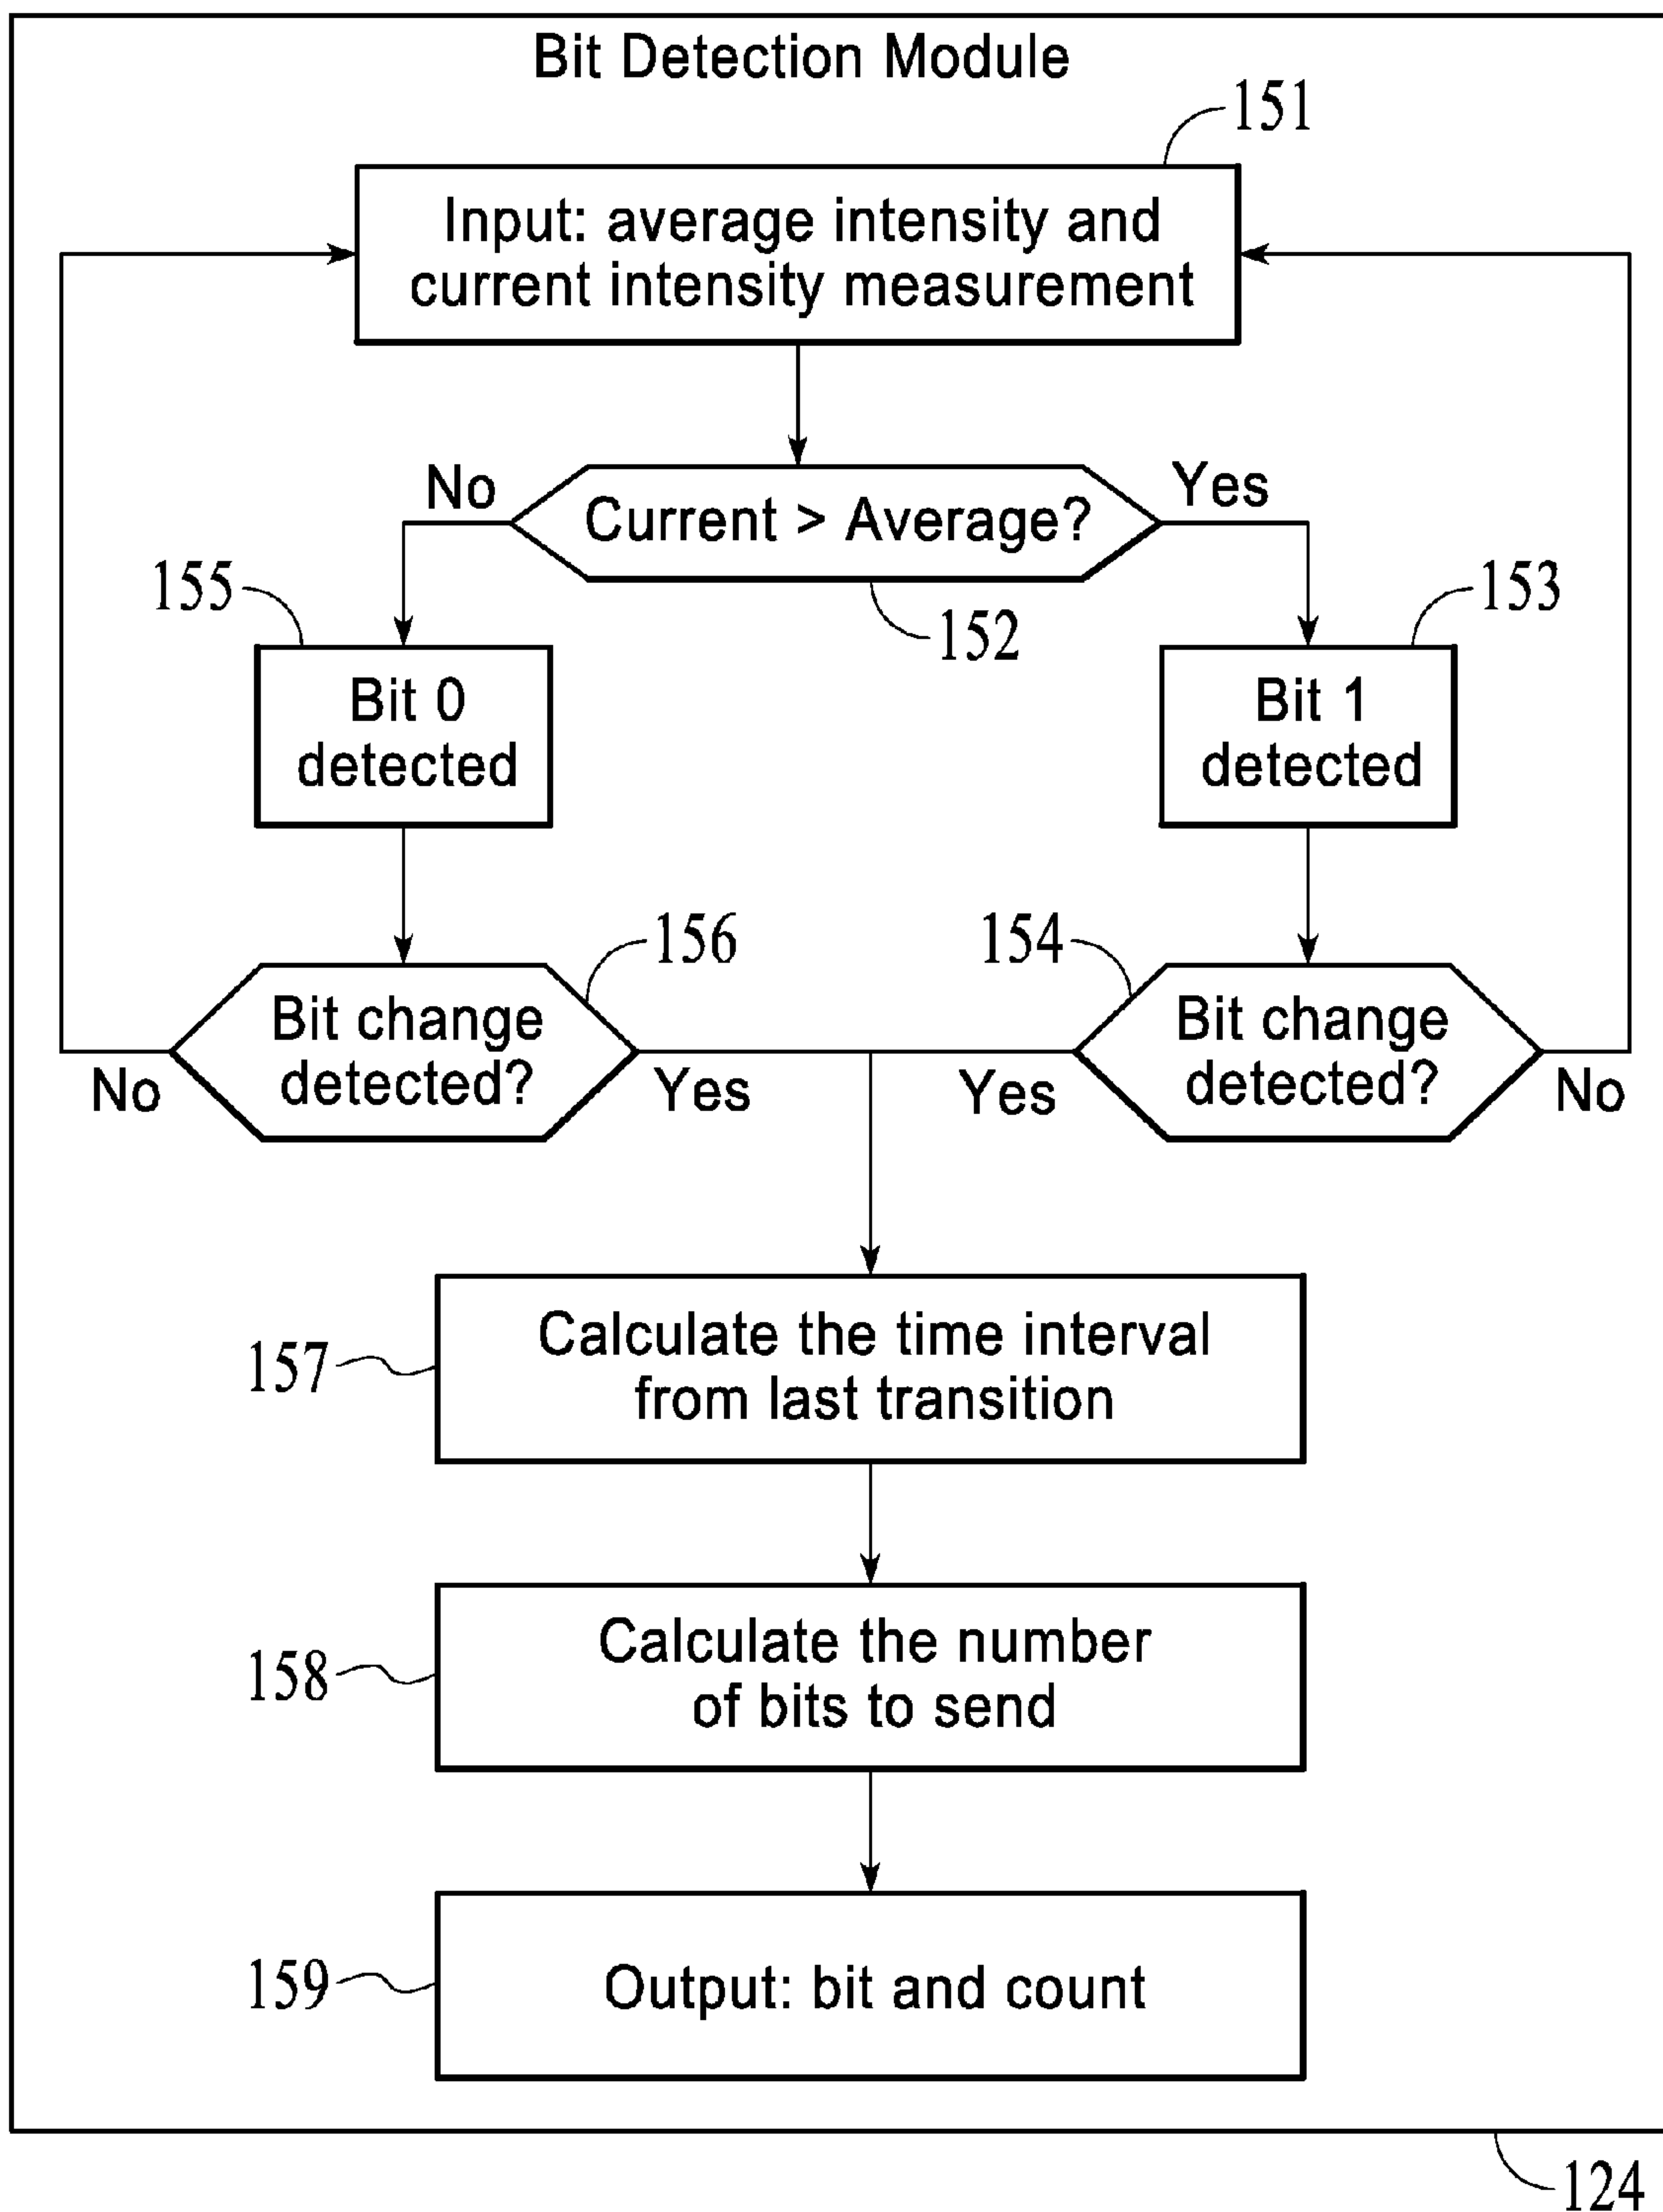 Bit Detection Module
151
Input: average intensity and
current intensity measurement
No
Current > Average?
Yes
155
152
153
Bit 0
detected
Bit 1
detected
156
154
Bit change
detected?
Bit change
detected?
No
Yes
Yes
No
157
Calculate the time interval
from last transition
158
Calculate the number
of bits to send
159
Output: bit and count
124